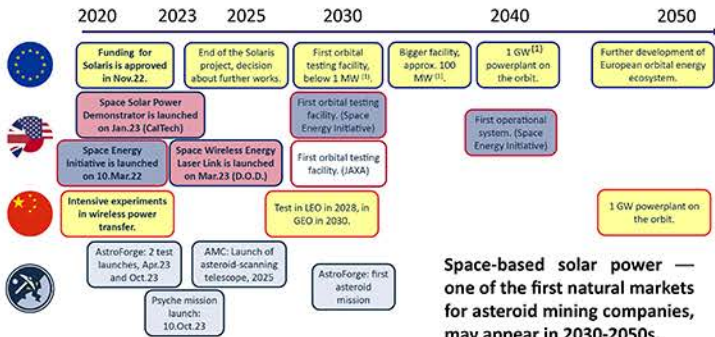 2020 2023 2025 2030 2040 2050
Funding for
Solaris is approved
in Nov.22.
End of the Solaris
project, decision
about further works.
First orbital
testing facility,
below 1 MW [1].
Bigger facility,
approx. 100
MW [1].
1 GW[1]
powerplant on
the orbit.
Further development of
European orbital energy
ecosystem.
Space Solar Power
Demonstrator is launched
on Jan.23 (CalTech)
First orbital testing
facility. (Space
Energy Initiative)
First operational
system. (Space
Energy Initiative)
Space Energy
Initiative is launched
on 10.Mar.22
Space Wireless Energy
Laser Link is launched
on Mar.23 (D.O.D.)
First orbital testing
facility. (JAXA)
Intensive experiments
in wireless power
transfer.
Test in LEO in 2028, in
GEO in 2030.
1 GW powerplant on
the orbit.
AstroForge: 2 test
launches, Apr.23
and Oct.23
AMC: Launch of
asteroid-scanning
telescope, 2025
AstroForge: first
asteroid
mission
Psyche mission
launch:
10.Oct.23
Space-based solar power —
one of the first natural markets
for asteroid mining companies,
may appear in 2030-2050s.